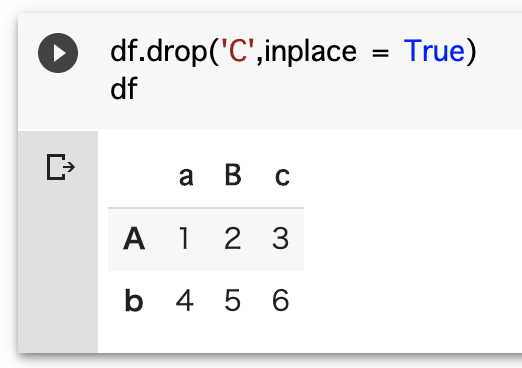 df.drop('C',inplace = True)
df
a B c
A 1 2 3
b 4 5 6